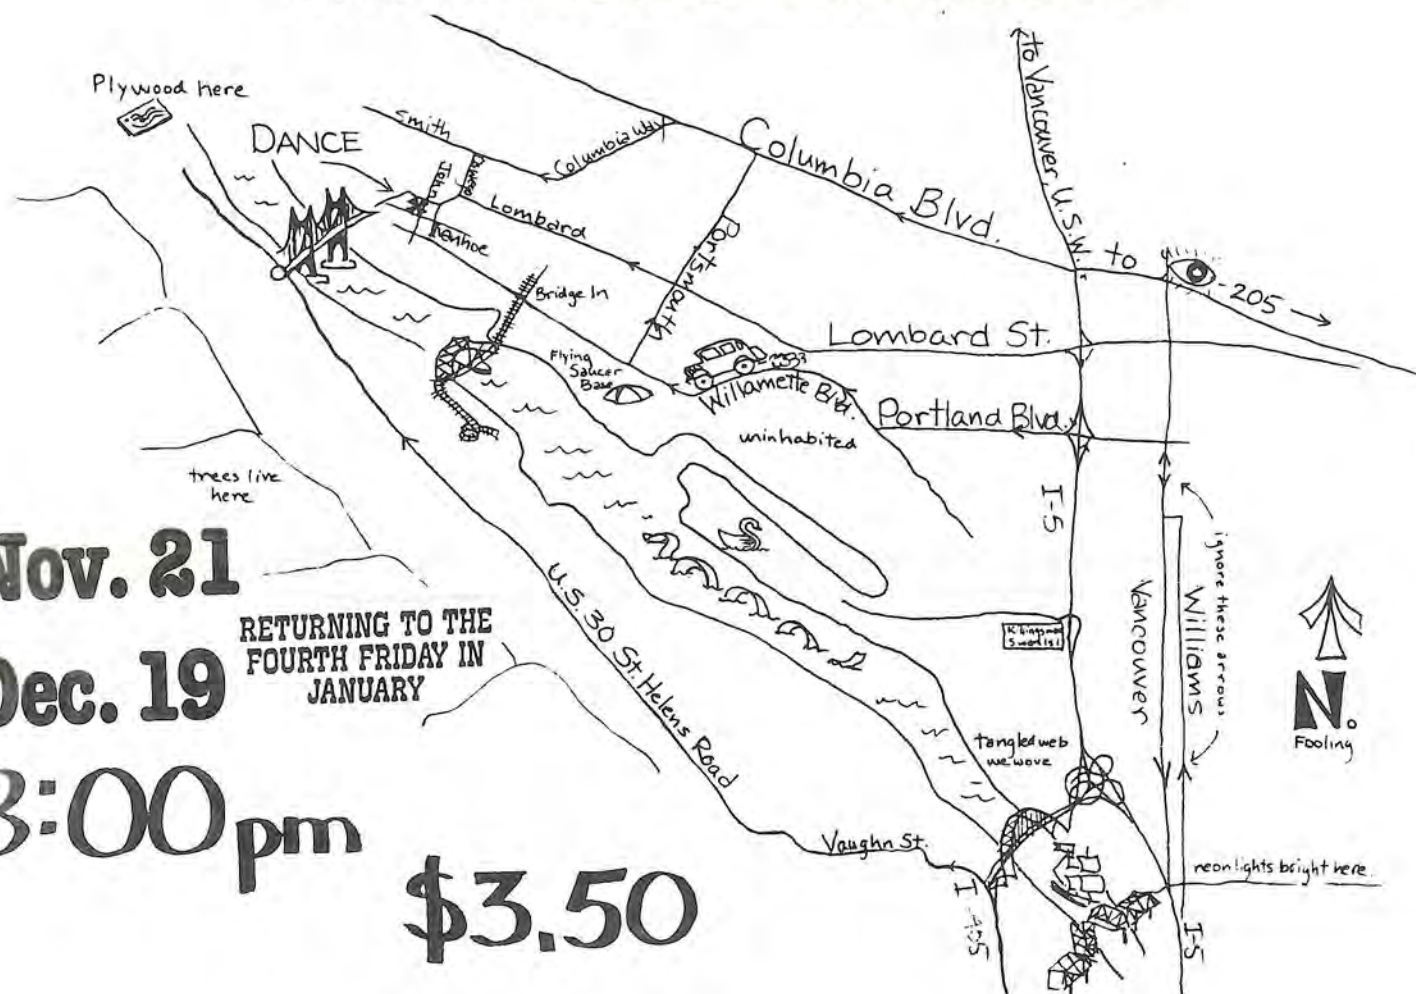 Plywood here
DANCE
Smith
Columbia Way
John
Lombard
Ivanhoe
Bridge In
Portsmouth
Columbia Blvd.
to Vancouver, U.S.W.
to
-205
Lombard St.
Flying
Saucer
Base
Willamette Blvd.
Portland Blvd.
uninhabited
trees live
here
I-5
ignore these arrows
Vancouver
Williams
N.
Fooling
Nov. 21
RETURNING TO THE
FOURTH FRIDAY IN
JANUARY
Dec. 19
8:00 pm
$3.50
U.S. 30 St. Helens Road
tangled web
we wove
Vaughn St.
neon lights bright here
I-405
I-5